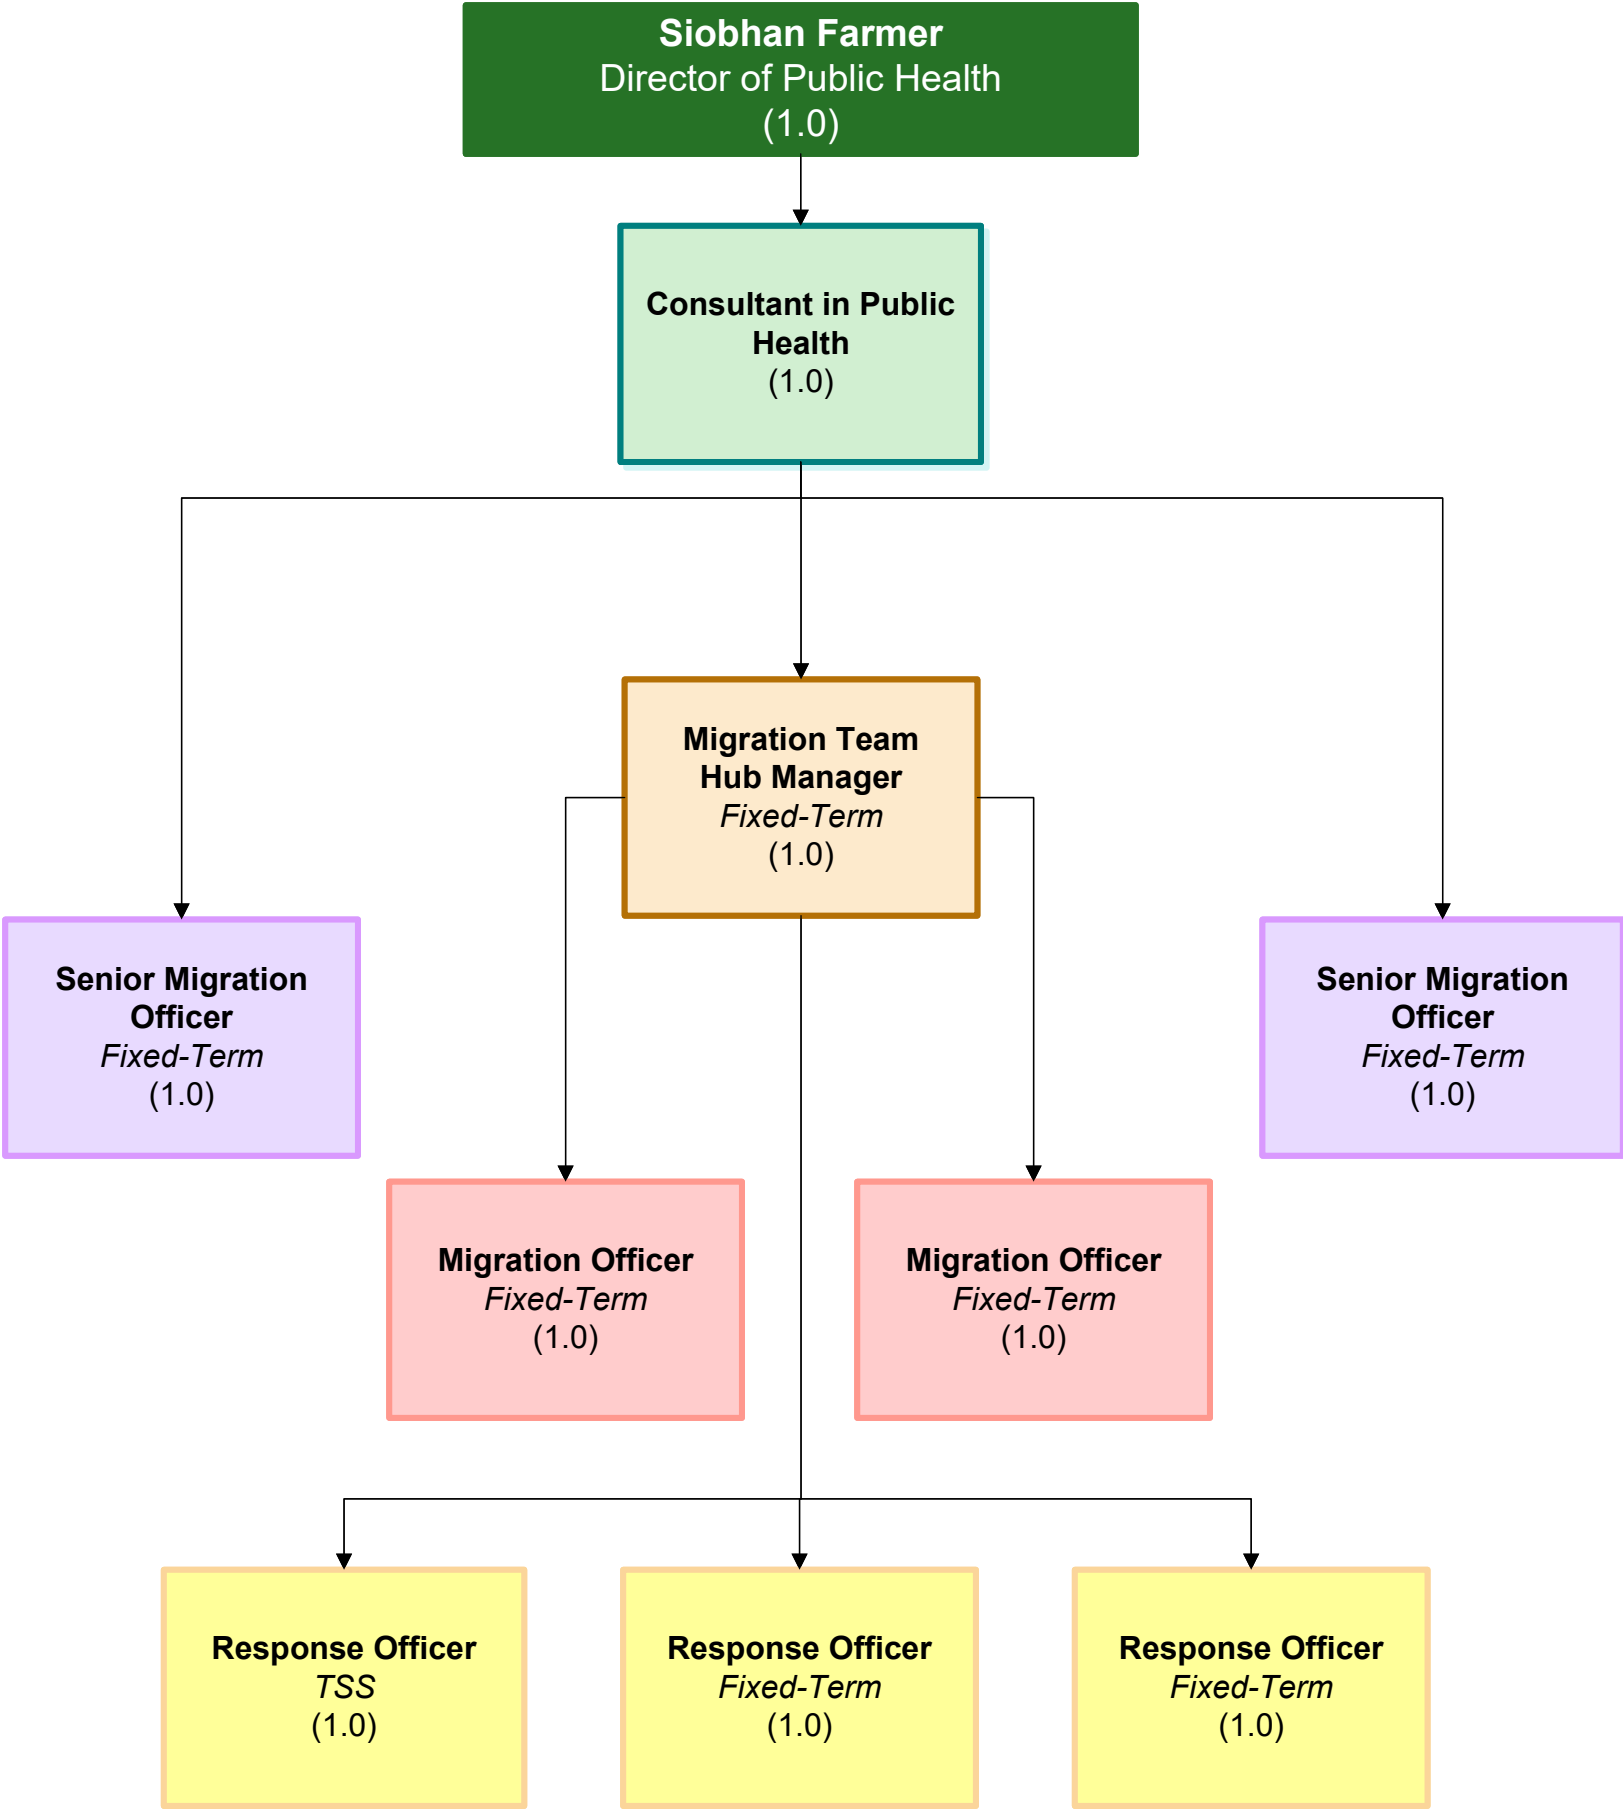 Siobhan Farmer
Director of Public Health
(1.0)
Consultant in Public
Health
(1.0)
Migration Team
Hub Manager
Fixed-Term
(1.0)
Senior Migration
Officer
Fixed-Term
(1.0)
Senior Migration
Officer
Fixed-Term
(1.0)
Migration Officer
Fixed-Term
(1.0)
Migration Officer
Fixed-Term
(1.0)
Response Officer
TSS
(1.0)
Response Officer
Fixed-Term
(1.0)
Response Officer
Fixed-Term
(1.0)